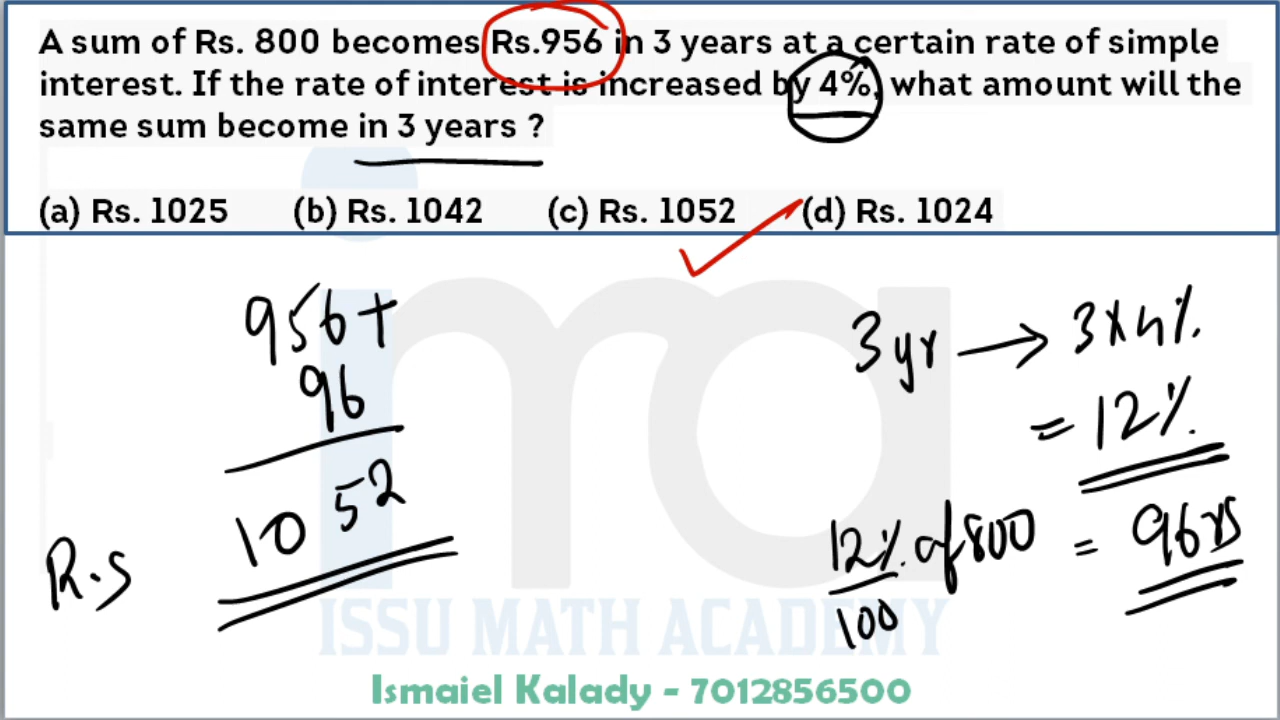 A sum of Rs. 800 becomes Rs.956 in 3 years at a certain rate of simple
interest. If the rate of interest is increased by 4%, what amount will the
same sum become in 3 years ?
(a) Rs. 1025 (b) Rs. 1042 (c) Rs. 1052 (d) Rs. 1024
956+
96
R.s 1052
3 yr → 3×4%
= 12%
12%/100 of 800 = 96rs
ima
ISSU MATH ACADEMY
Ismaiel Kalady - 7012856500